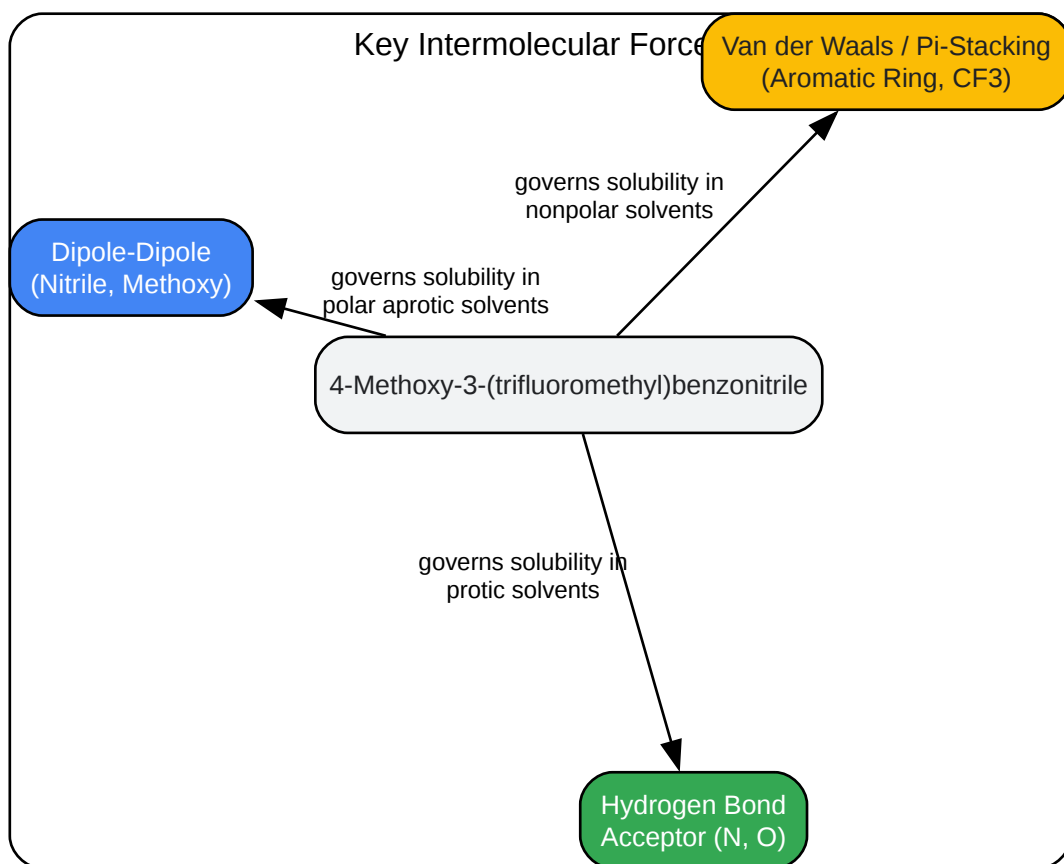 Key Intermolecular Force
Van der Waals / Pi-Stacking
(Aromatic Ring, CF3)
governs solubility in
nonpolar solvents
Dipole-Dipole
(Nitrile, Methoxy)
governs solubility in
polar aprotic solvents
4-Methoxy-3-(trifluoromethyl)benzonitrile
governs solubility in
protic solvents
Hydrogen Bond
Acceptor (N, O)